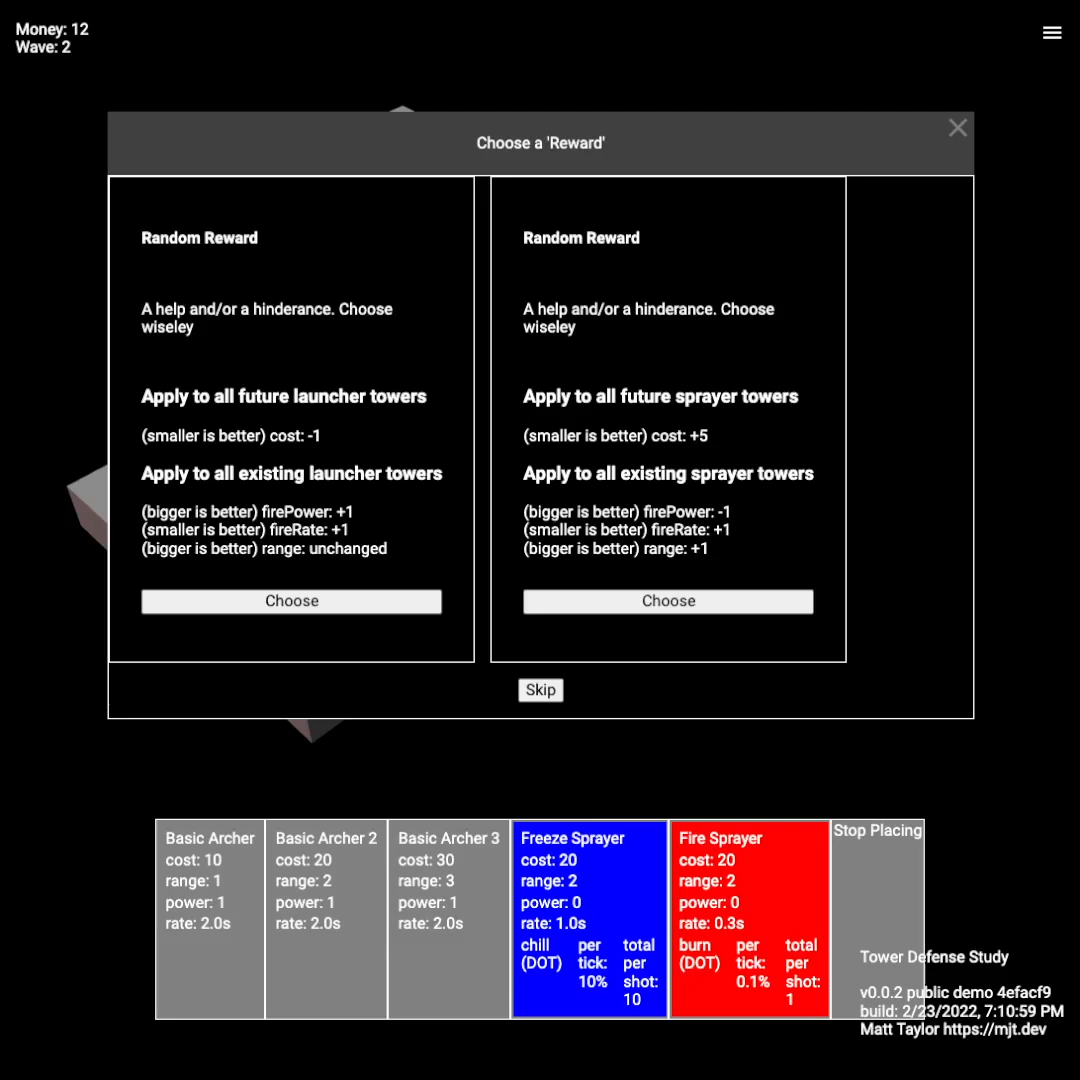 Money: 12
Wave: 2
Choose a 'Reward'
Random Reward
A help and/or a hinderance. Choose
wiseley
Apply to all future launcher towers
(smaller is better) cost: -1
Apply to all existing launcher towers
(bigger is better) firePower: +1
(smaller is better) fireRate: +1
(bigger is better) range: unchanged
Choose
Random Reward
A help and/or a hinderance. Choose
wiseley
Apply to all future sprayer towers
(smaller is better) cost: +5
Apply to all existing sprayer towers
(bigger is better) firePower: -1
(smaller is better) fireRate: +1
(bigger is better) range: +1
Choose
Skip
Basic Archer
cost: 10
range: 1
power: 1
rate: 2.0s
Basic Archer 2
cost: 20
range: 2
power: 1
rate: 2.0s
Basic Archer 3
cost: 30
range: 3
power: 1
rate: 2.0s
Freeze Sprayer
cost: 20
range: 2
power: 0
rate: 1.0s
chill per total
(DOT) tick: per
10% shot:
10
Fire Sprayer
cost: 20
range: 2
power: 0
rate: 0.3s
burn per total
(DOT) tick: per
0.1% shot:
1
Stop Placing
Tower Defense Study
v0.0.2 public demo 4efacf9
build: 2/23/2022, 7:10:59 PM
Matt Taylor https://mjt.dev